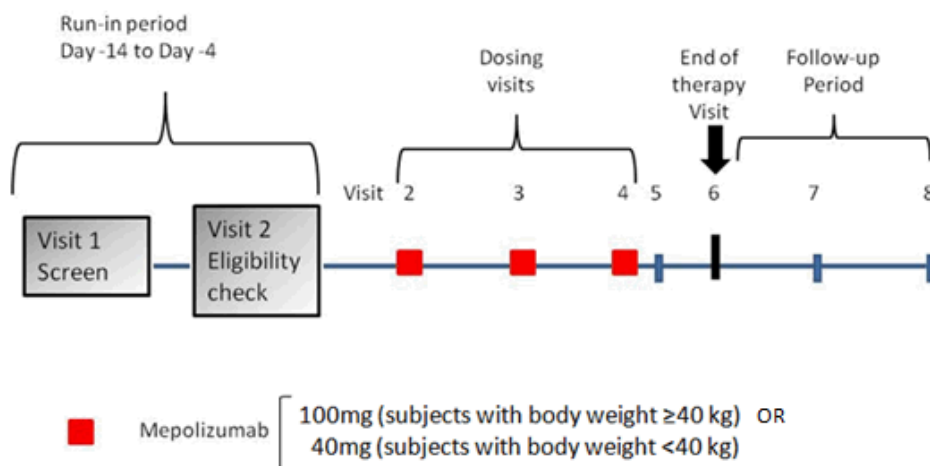 Run-in period
Day -14 to Day -4
Dosing
visits
End of
therapy
Visit
Follow-up
Period
Visit 2 3 4 5 6 7 8
Visit 1
Screen
Visit 2
Eligibility
check
Mepolizumab
100mg (subjects with body weight ≥40 kg) OR
40mg (subjects with body weight <40 kg)